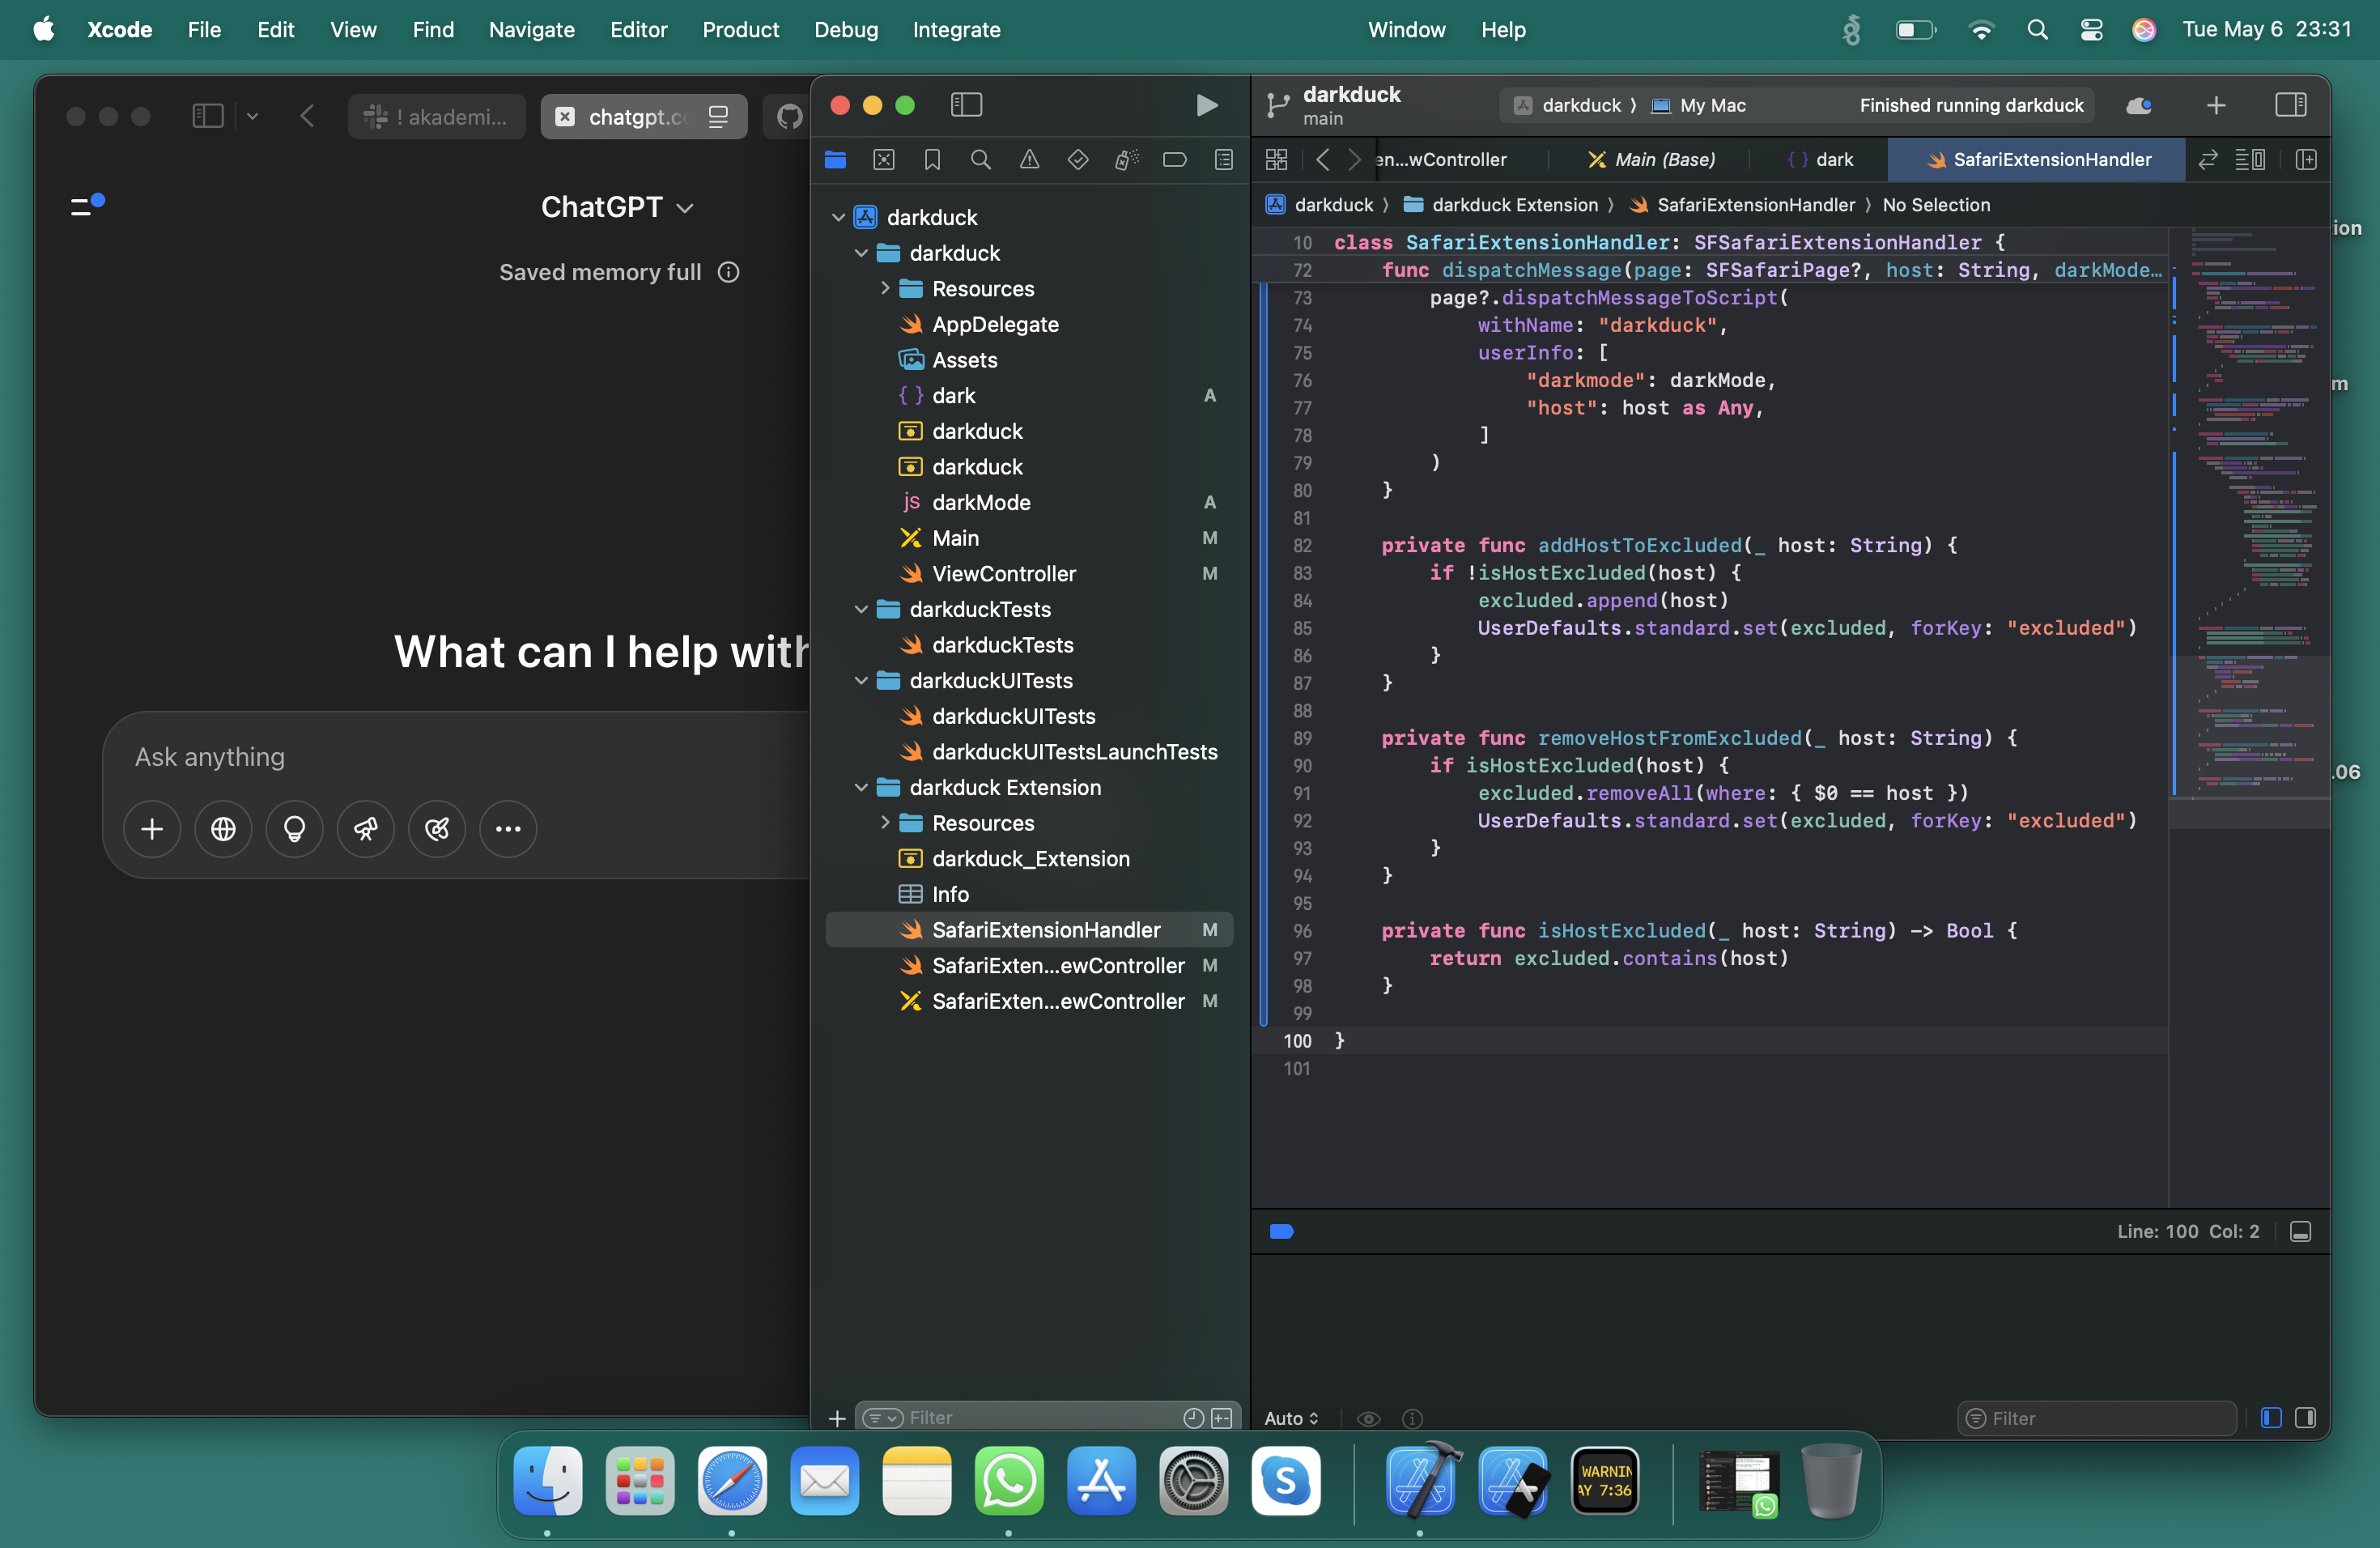 Xcode File Edit View Find Navigate Editor Product Debug Integrate Window Help Tue May 6 23:31
! akademi...
chatgpt.c
ChatGPT
Saved memory full
What can I help with
Ask anything
darkduck
darkduck
Resources
AppDelegate
Assets
dark A
darkduck
darkduck
js darkMode A
Main M
ViewController M
darkduckTests
darkduckTests
darkduckUITests
darkduckUITests
darkduckUITestsLaunchTests
darkduck Extension
Resources
darkduck_Extension
Info
SafariExtensionHandler M
SafariExten...ewController M
SafariExten...ewController M
Filter
darkduck
main
darkduck 〉 My Mac Finished running darkduck
en...wController Main (Base) { } dark SafariExtensionHandler
darkduck 〉 darkduck Extension 〉 SafariExtensionHandler 〉 No Selection
10 class SafariExtensionHandler: SFSafariExtensionHandler {
72 func dispatchMessage(page: SFSafariPage?, host: String, darkMode…
73 page?.dispatchMessageToScript(
74 withName: "darkduck",
75 userInfo: [
76 "darkmode": darkMode,
77 "host": host as Any,
78 ]
79 )
80 }
81
82 private func addHostToExcluded(_ host: String) {
83 if !isHostExcluded(host) {
84 excluded.append(host)
85 UserDefaults.standard.set(excluded, forKey: "excluded")
86 }
87 }
88
89 private func removeHostFromExcluded(_ host: String) {
90 if isHostExcluded(host) {
91 excluded.removeAll(where: { $0 == host })
92 UserDefaults.standard.set(excluded, forKey: "excluded")
93 }
94 }
95
96 private func isHostExcluded(_ host: String) -> Bool {
97 return excluded.contains(host)
98 }
99
100 }
101
Line: 100 Col: 2
Auto
Filter
ion
m
.06
WARNIN
AY 7:36